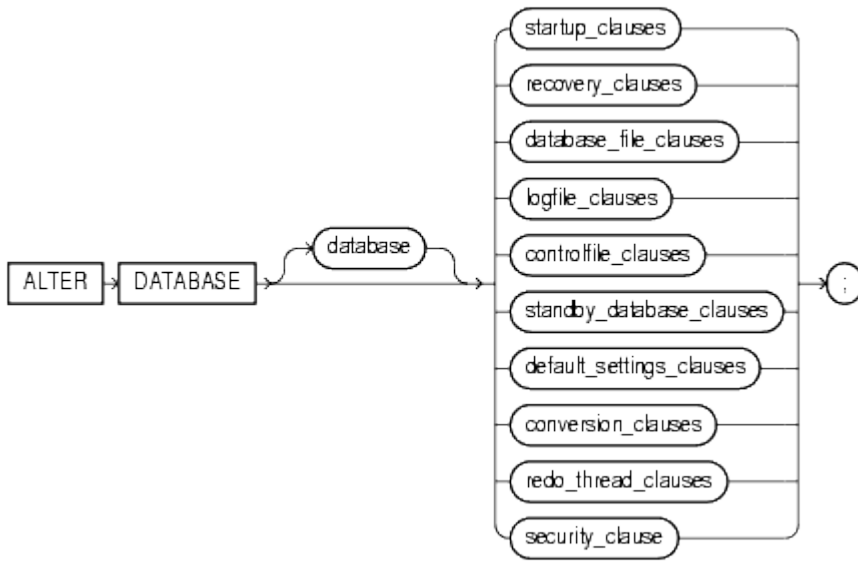 startup_clauses
recovery_clauses
database_file_clauses
logfile_clauses
database
controlfile_clauses
ALTER DATABASE ;
standby_database_clauses
default_settings_clauses
conversion_clauses
redo_thread_clauses
security_clause